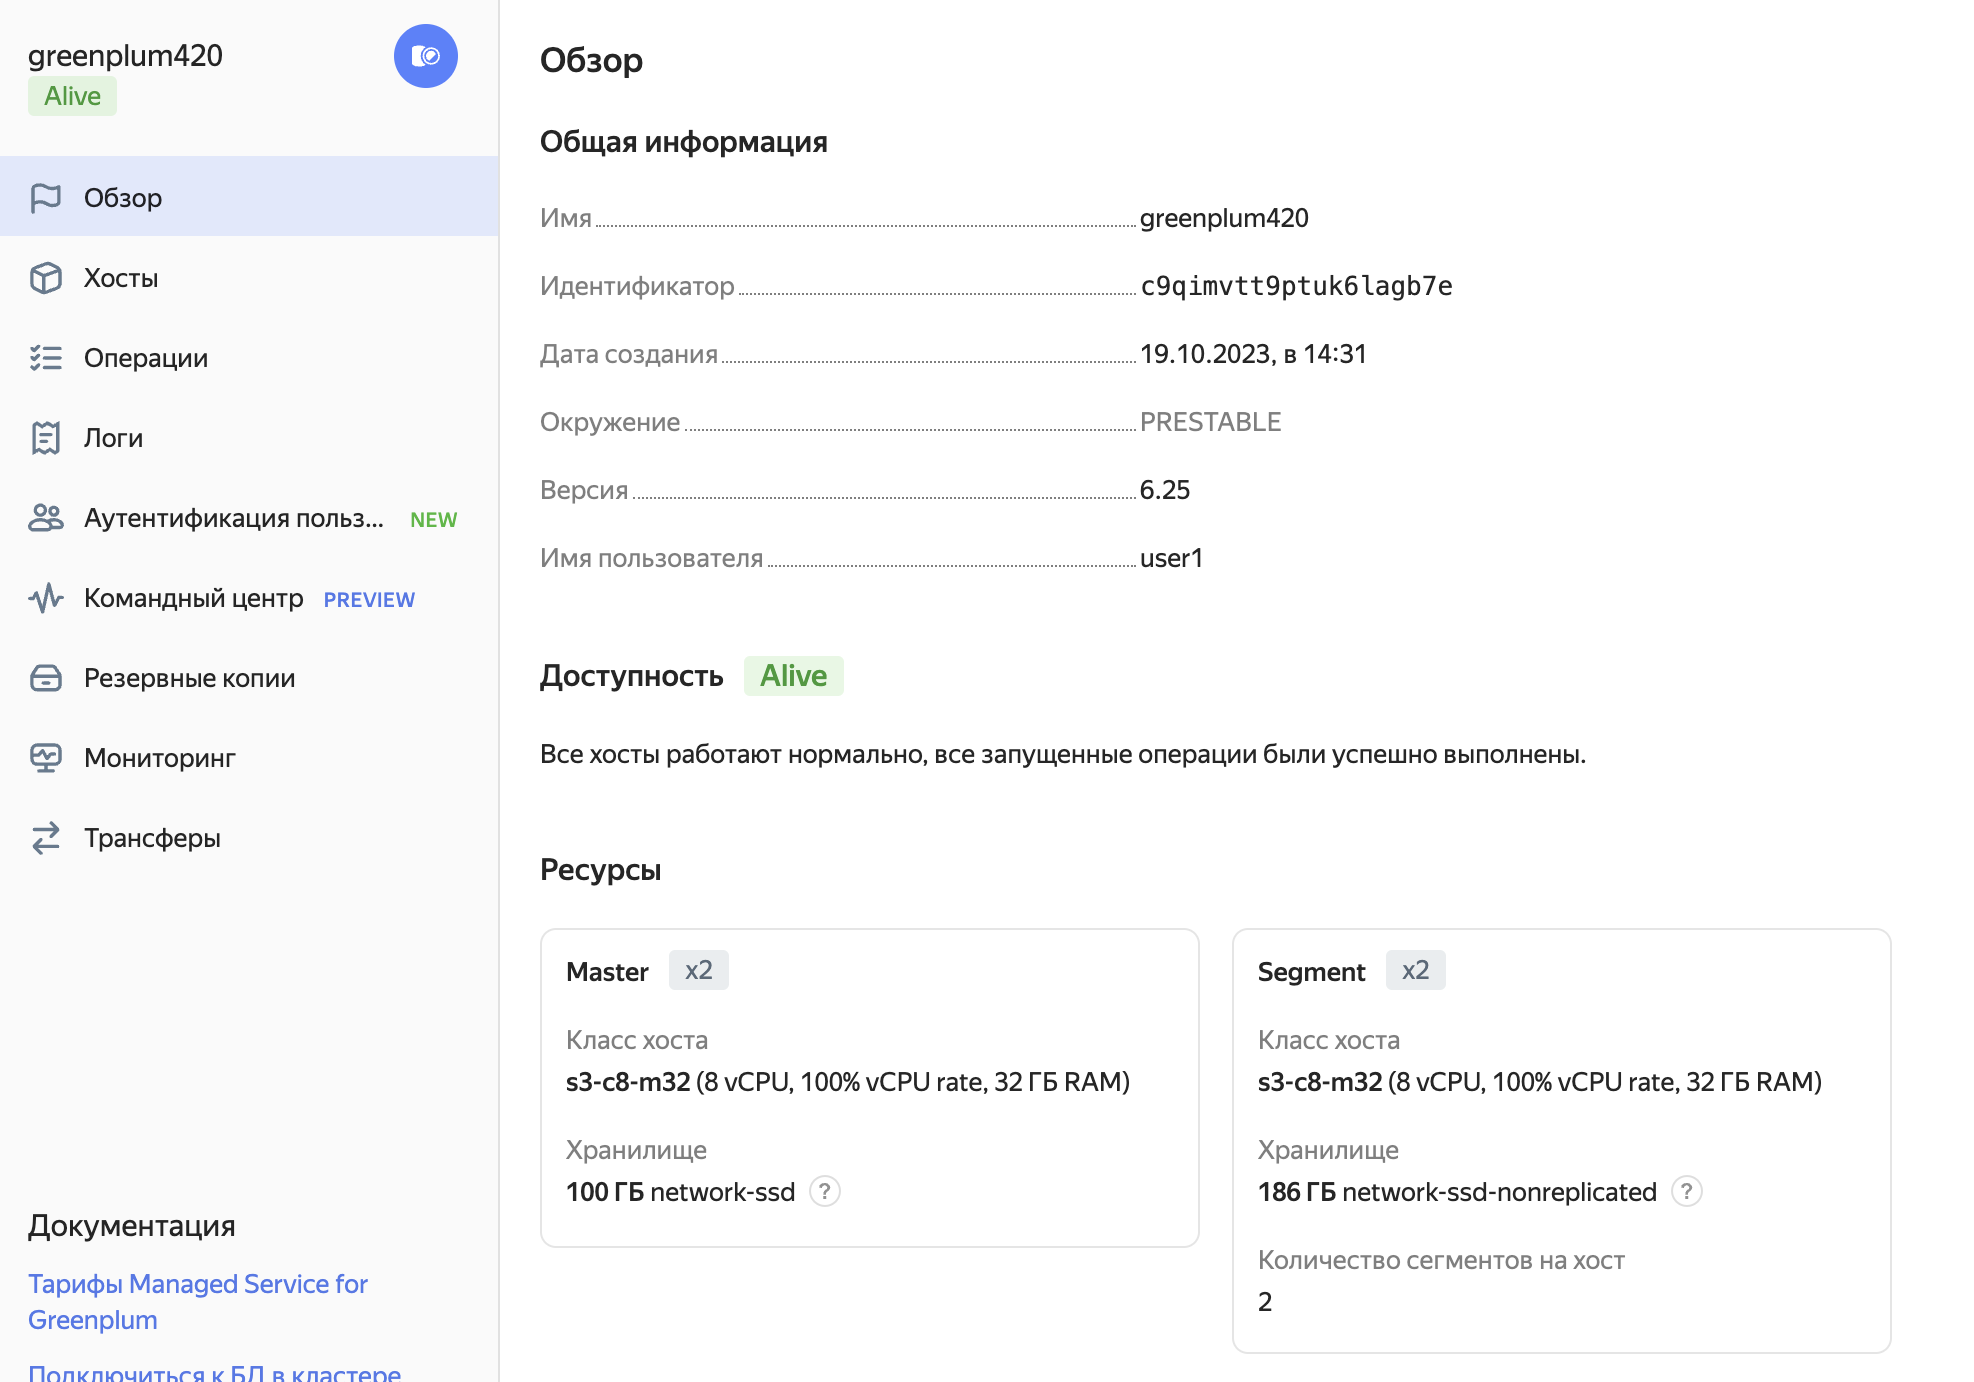 greenplum420
Alive
Обзор
Хосты
Операции
Логи
Аутентификация польз... NEW
Командный центр PREVIEW
Резервные копии
Мониторинг
Трансферы
Документация
Тарифы Managed Service for
Greenplum
Подключиться к БД в кластере
Обзор
Общая информация
Имя greenplum420
Идентификатор c9qimvtt9ptuk6lagb7e
Дата создания 19.10.2023, в 14:31
Окружение PRESTABLE
Версия 6.25
Имя пользователя user1
Доступность Alive
Все хосты работают нормально, все запущенные операции были успешно выполнены.
Ресурсы
Master x2
Класс хоста
s3-c8-m32 (8 vCPU, 100% vCPU rate, 32 ГБ RAM)
Хранилище
100 ГБ network-ssd ?
Segment x2
Класс хоста
s3-c8-m32 (8 vCPU, 100% vCPU rate, 32 ГБ RAM)
Хранилище
186 ГБ network-ssd-nonreplicated ?
Количество сегментов на хост
2